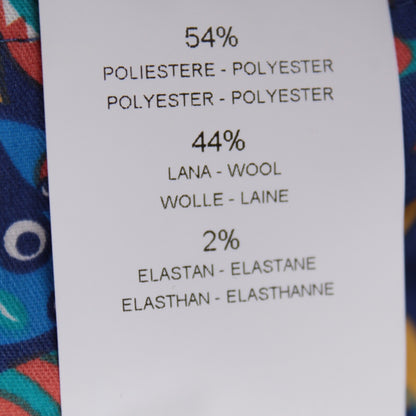 54%
POLIESTERE - POLYESTER
POLYESTER - POLYESTER
44%
LANA - WOOL
WOLLE - LAINE
2%
ELASTAN - ELASTANE
ELASTHAN - ELASTHANNE